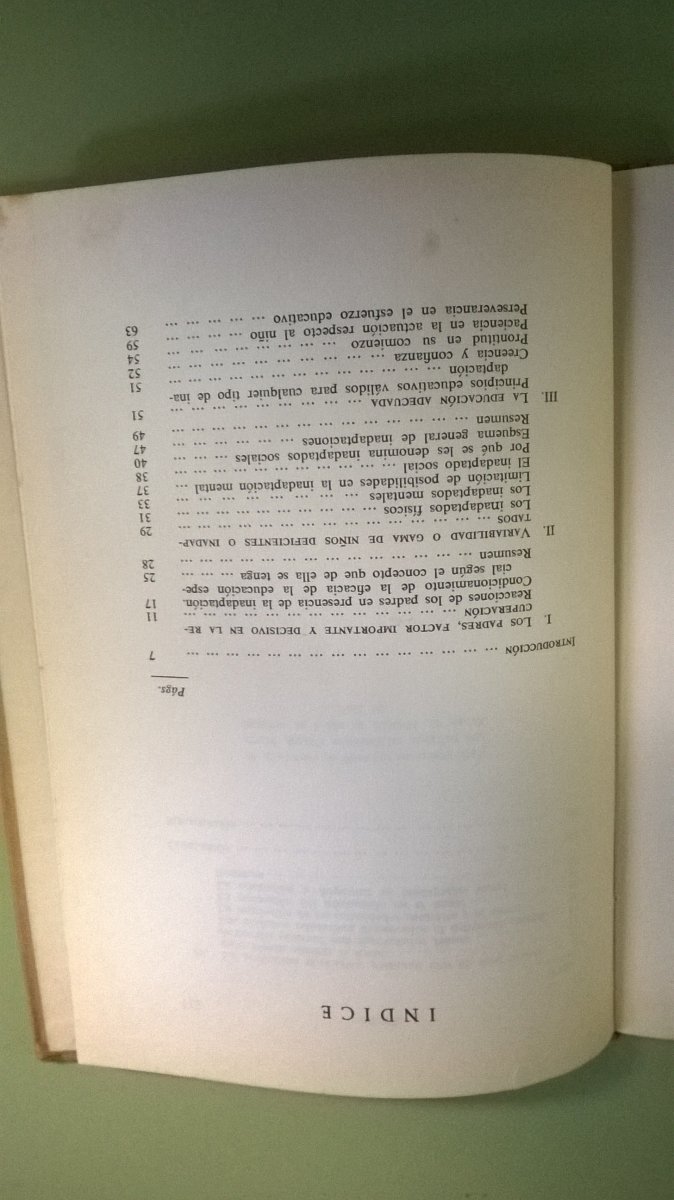 INDICE
Págs.
INTRODUCCIÓN ... ... ... ... ... ... ... ... ... ... ... ... ... ... ... 7
I. LOS PADRES, FACTOR IMPORTANTE Y DECISIVO EN LA RE-
CUPERACIÓN ... ... ... ... ... ... ... ... ... ... ... ... ... 11
Reacciones de los padres en presencia de la inadaptación. 17
Condicionamiento de la eficacia de la educación espe-
cial según el concepto que de ella se tenga ... ... ... 25
Resumen ... ... ... ... ... ... ... ... ... ... ... ... ... ... 28
II. VARIABILIDAD O GAMA DE NIÑOS DEFICIENTES O INADAP-
TADOS ... ... ... ... ... ... ... ... ... ... ... ... ... ... ... 29
Los inadaptados físicos ... ... ... ... ... ... ... ... ... ... 31
Los inadaptados mentales ... ... ... ... ... ... ... ... ... 33
Limitación de posibilidades en la inadaptación mental ... 37
El inadaptado social ... ... ... ... ... ... ... ... ... ... ... 38
Por qué se les denomina inadaptados sociales ... ... ... 40
Esquema general de inadaptaciones ... ... ... ... ... ... 47
Resumen ... ... ... ... ... ... ... ... ... ... ... ... ... ... 49
III. LA EDUCACIÓN ADECUADA ... ... ... ... ... ... ... ... ... 51
Principios educativos válidos para cualquier tipo de ina-
daptación ... ... ... ... ... ... ... ... ... ... ... ... ... 51
Creencia y confianza ... ... ... ... ... ... ... ... ... ... ... 52
Prontitud en su comienzo ... ... ... ... ... ... ... ... ... 54
Paciencia en la actuación respecto al niño ... ... ... ... 59
Perseverancia en el esfuerzo educativo ... ... ... ... ... 63